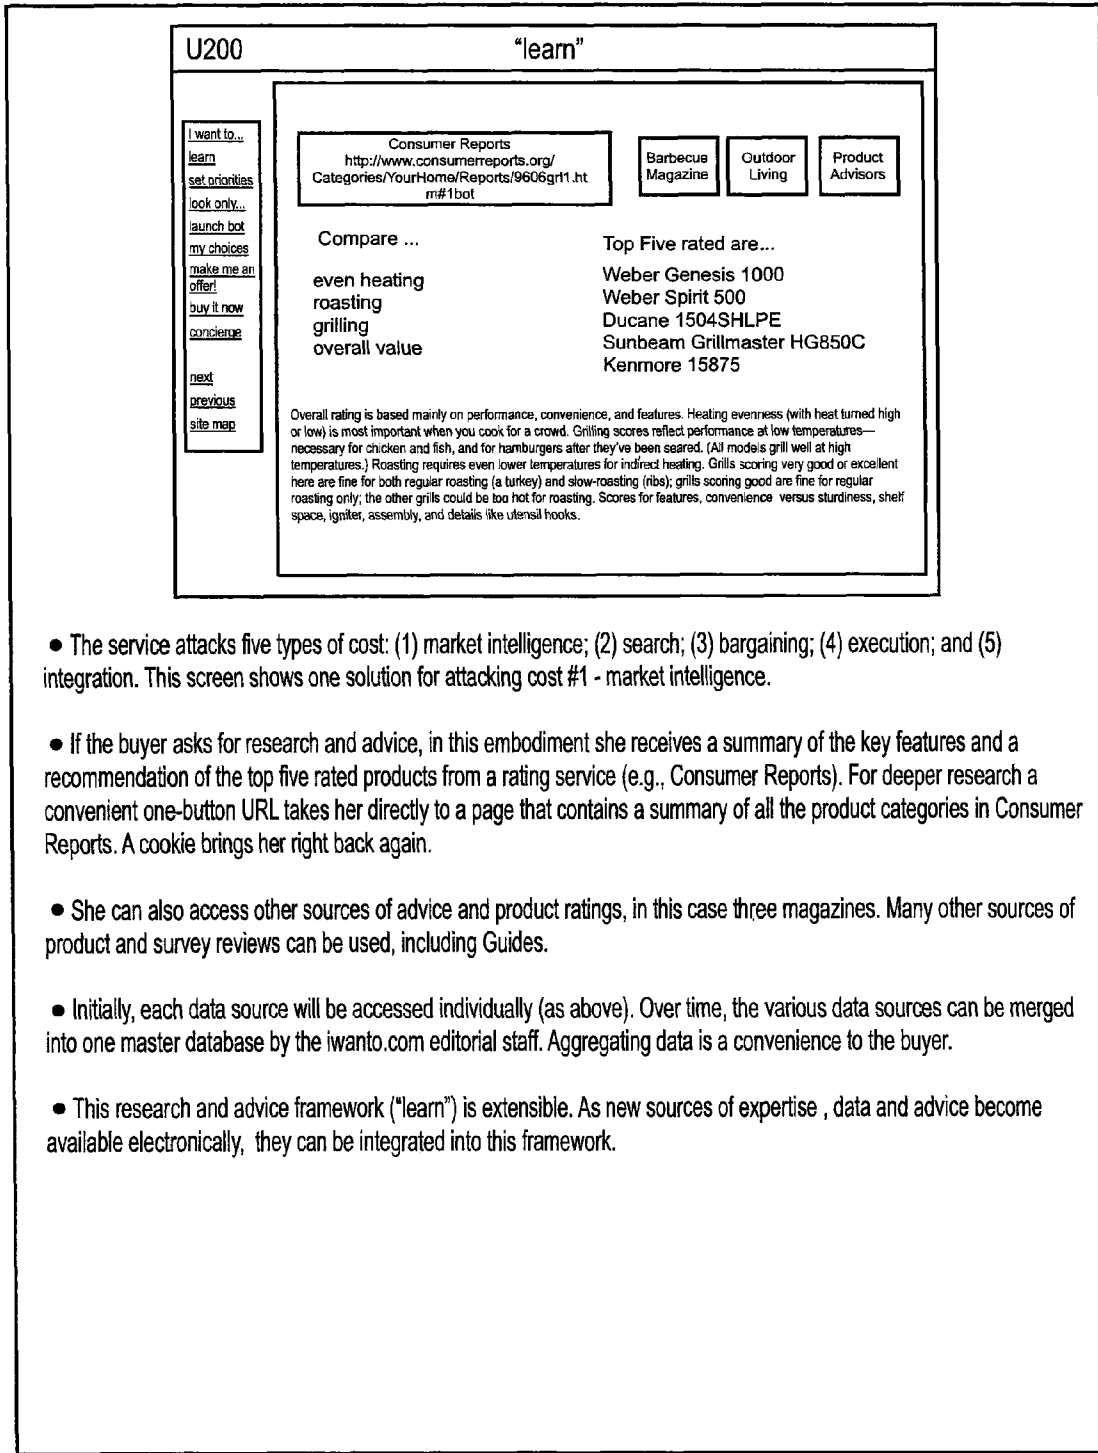 U200 "learn"
I want to...
learn
set priorities
look only...
launch bot
my choices
make me an
offer!
buy it now
concierge
next
previous
site map
Consumer Reports
http://www.consumerreports.org/
Categories/YourHome/Reports/9606grl1.ht
m#1bot
Barbecue
Magazine
Outdoor
Living
Product
Advisors
Compare ...
even heating
roasting
grilling
overall value
Top Five rated are...
Weber Genesis 1000
Weber Spirit 500
Ducane 1504SHLPE
Sunbeam Grillmaster HG850C
Kenmore 15875
Overall rating is based mainly on performance, convenience, and features. Heating evenness (with heat turned high
or low) is most important when you cook for a crowd. Grilling scores reflect performance at low temperatures—
necessary for chicken and fish, and for hamburgers after they've been seared. (All models grill well at high
temperatures.) Roasting requires even lower temperatures for indirect heating. Grills scoring very good or excellent
here are fine for both regular roasting (a turkey) and slow-roasting (ribs); grills scoring good are fine for regular
roasting only; the other grills could be too hot for roasting. Scores for features, convenience versus sturdiness, shelf
space, igniter, assembly, and details like utensil hooks.
● The service attacks five types of cost: (1) market intelligence; (2) search; (3) bargaining; (4) execution; and (5)
integration. This screen shows one solution for attacking cost #1 - market intelligence.
● If the buyer asks for research and advice, in this embodiment she receives a summary of the key features and a
recommendation of the top five rated products from a rating service (e.g., Consumer Reports). For deeper research a
convenient one-button URL takes her directly to a page that contains a summary of all the product categories in Consumer
Reports. A cookie brings her right back again.
● She can also access other sources of advice and product ratings, in this case three magazines. Many other sources of
product and survey reviews can be used, including Guides.
● Initially, each data source will be accessed individually (as above). Over time, the various data sources can be merged
into one master database by the iwanto.com editorial staff. Aggregating data is a convenience to the buyer.
● This research and advice framework ("learn") is extensible. As new sources of expertise , data and advice become
available electronically, they can be integrated into this framework.